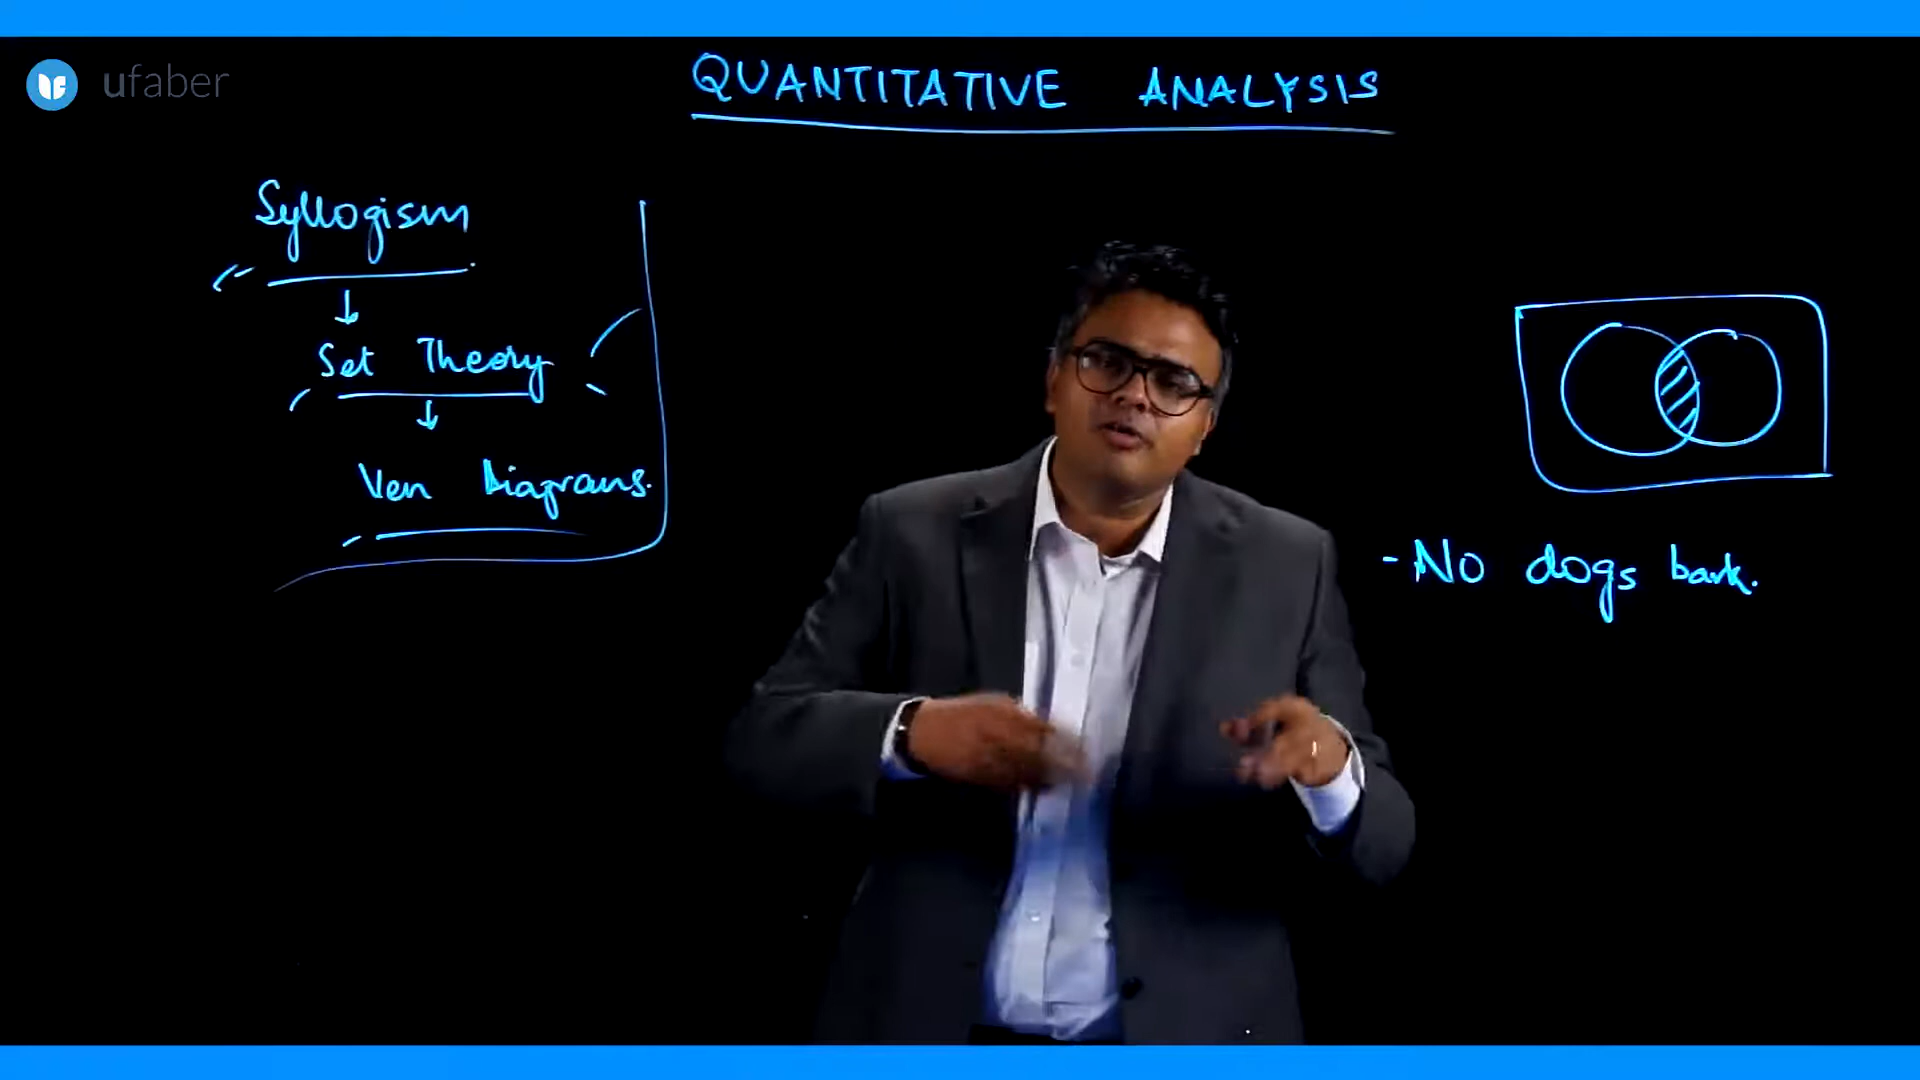 ufaber
QUANTITATIVE ANALYSIS
Syllogism
Set Theory
Ven Diagrams.
- No dogs bark.